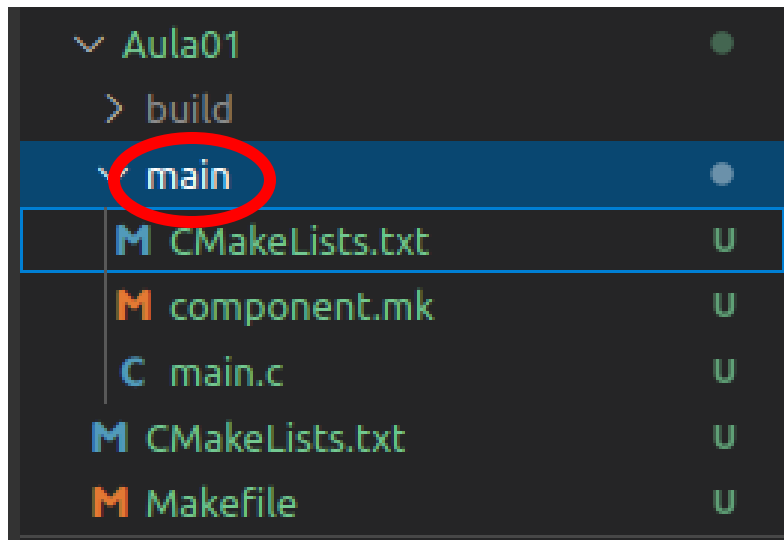 Aula01
build
main
M CMakeLists.txt U
M component.mk U
C main.c U
M CMakeLists.txt U
M Makefile U